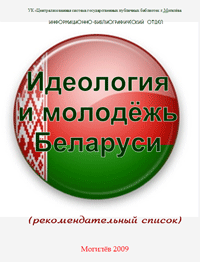 УК «Централизованная система государственных публичных библиотек г.Могилёва
ИНФОРМАЦИОННО-БИБЛИОГРАФИЧЕСКИЙ ОТДЕЛ
Идеология
и молодёжь
Беларуси
(рекомендательный список)
Могилёв 2009